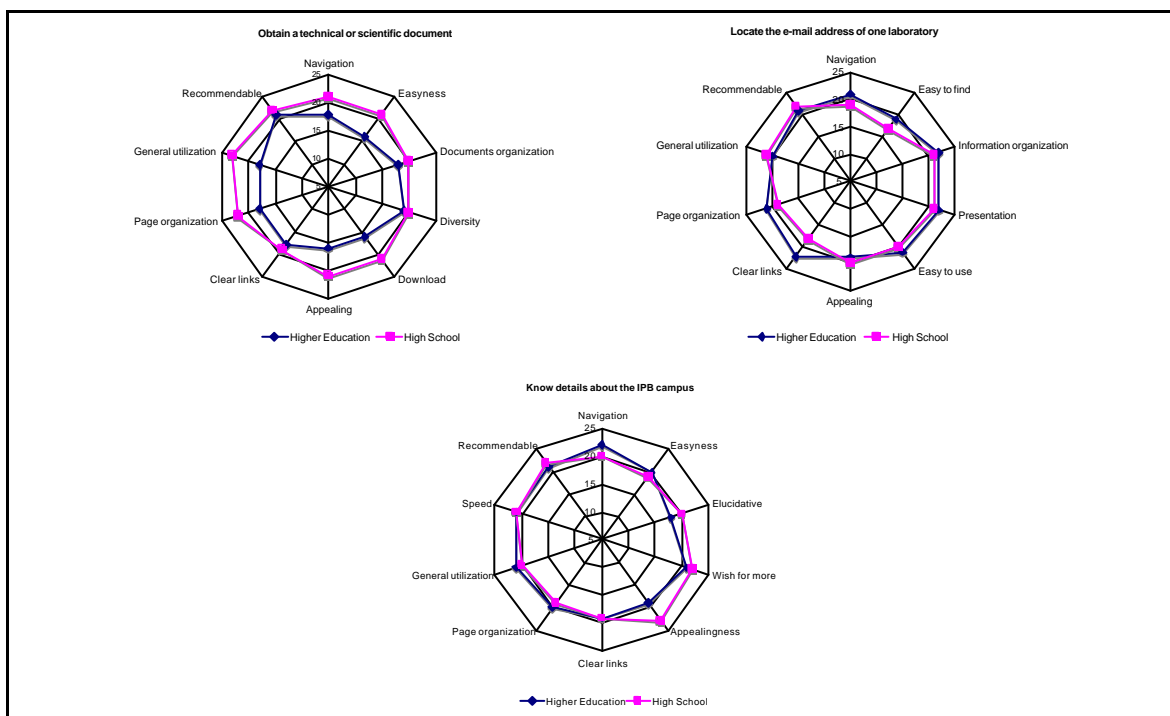 Obtain a technical or scientific document
Navigation
25
Recommendable
Easyness
20
15
General utilization
Documents organization
10
5
Page organization
Diversity
Clear links
Download
Appealing
Higher Education
High School
Locate the e-mail address of one laboratory
Navigation
25
Recommendable
Easy to find
20
15
General utilization
Information organization
10
5
Page organization
Presentation
Clear links
Easy to use
Appealing
Higher Education
High School
Know details about the IPB campus
Navigation
25
Recommendable
Easyness
20
15
Speed
Elucidative
10
5
General utilization
Wish for more
Page organization
Appealingness
Clear links
Higher Education
High School